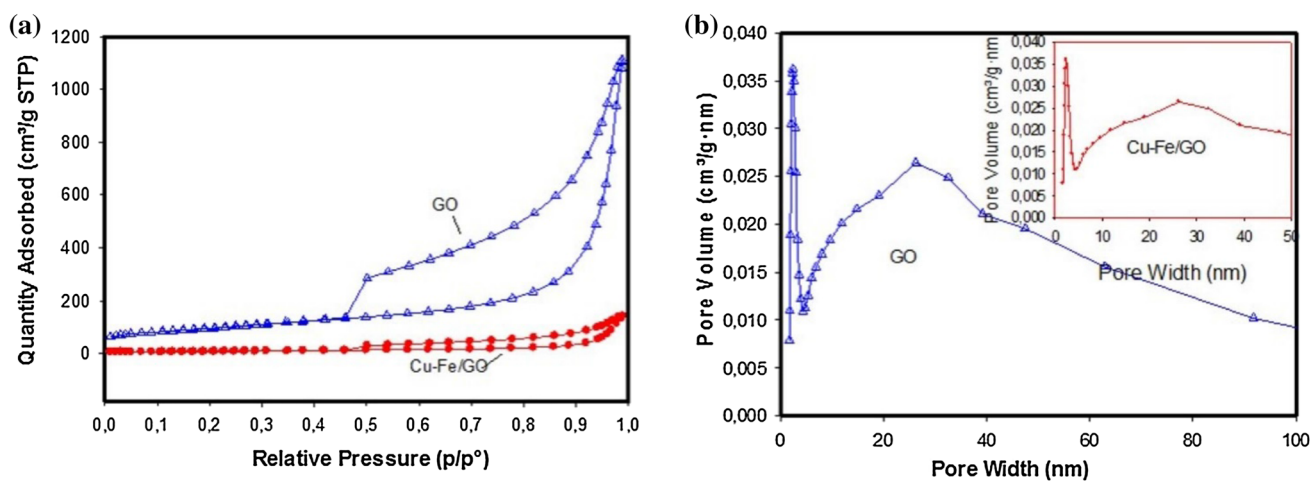 (a)
Quantity Adsorbed (cm³/g STP)
1200
1000
800
600
400
200
0
GO
Cu-Fe/GO
0,0 0,1 0,2 0,3 0,4 0,5 0,6 0,7 0,8 0,9 1,0
Relative Pressure (p/p°)
(b)
Pore Volume (cm³/g·nm)
0,040
0,035
0,030
0,025
0,020
0,015
0,010
0,005
0,000
GO
0 20 40 60 80 100
Pore Width (nm)
Pore Volume (cm³/g·nm)
0,040
0,035
0,030
0,025
0,020
0,015
0,010
0,005
0,000
Cu-Fe/GO
0 10 20 30 40 50
Pore Width (nm)